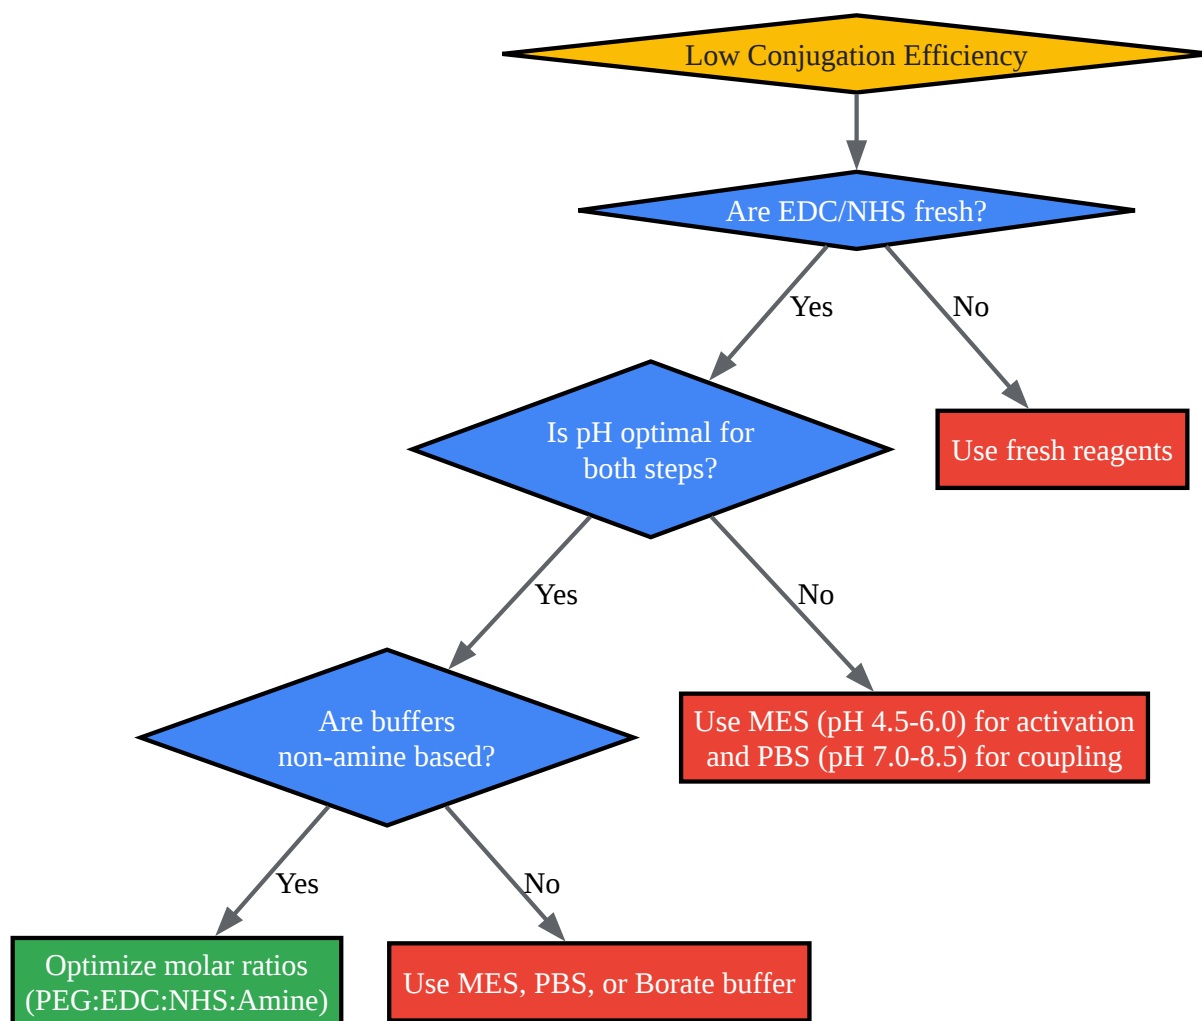 Low Conjugation Efficiency
Are EDC/NHS fresh?
Yes
No
Is pH optimal for
both steps?
Use fresh reagents
Yes
No
Are buffers
non-amine based?
Use MES (pH 4.5-6.0) for activation
and PBS (pH 7.0-8.5) for coupling
Yes
No
Optimize molar ratios
(PEG:EDC:NHS:Amine)
Use MES, PBS, or Borate buffer